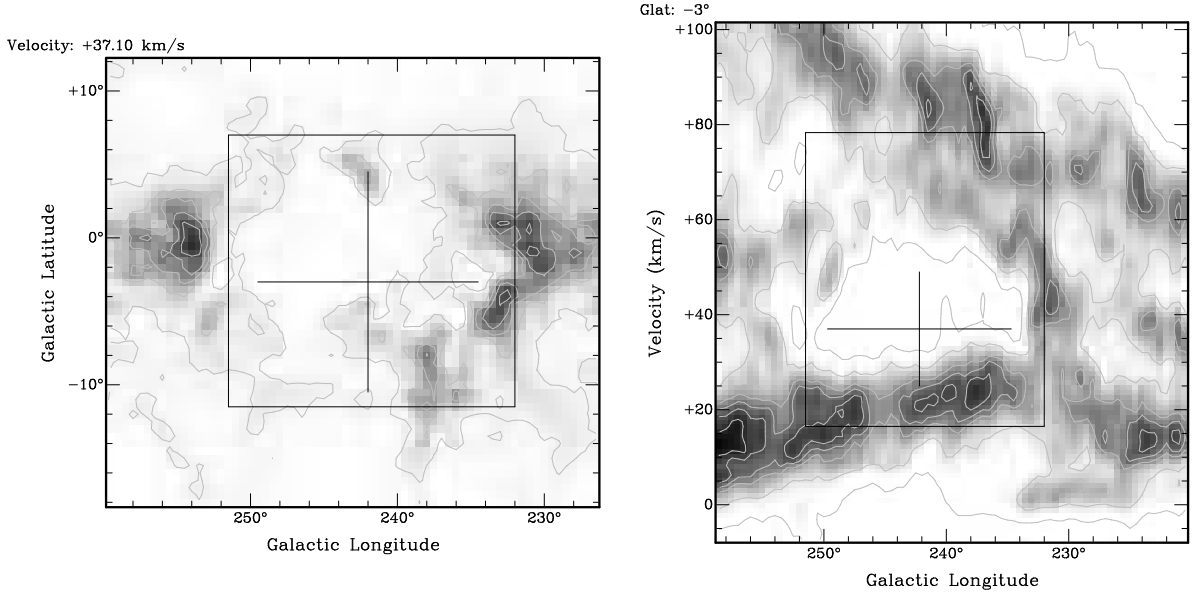 Velocity: +37.10 km/s
+10°
0°
−10°
Galactic Latitude
250°
240°
230°
Galactic Longitude
Glat: −3°
+100
+80
+60
+40
+20
0
Velocity (km/s)
250°
240°
230°
Galactic Longitude